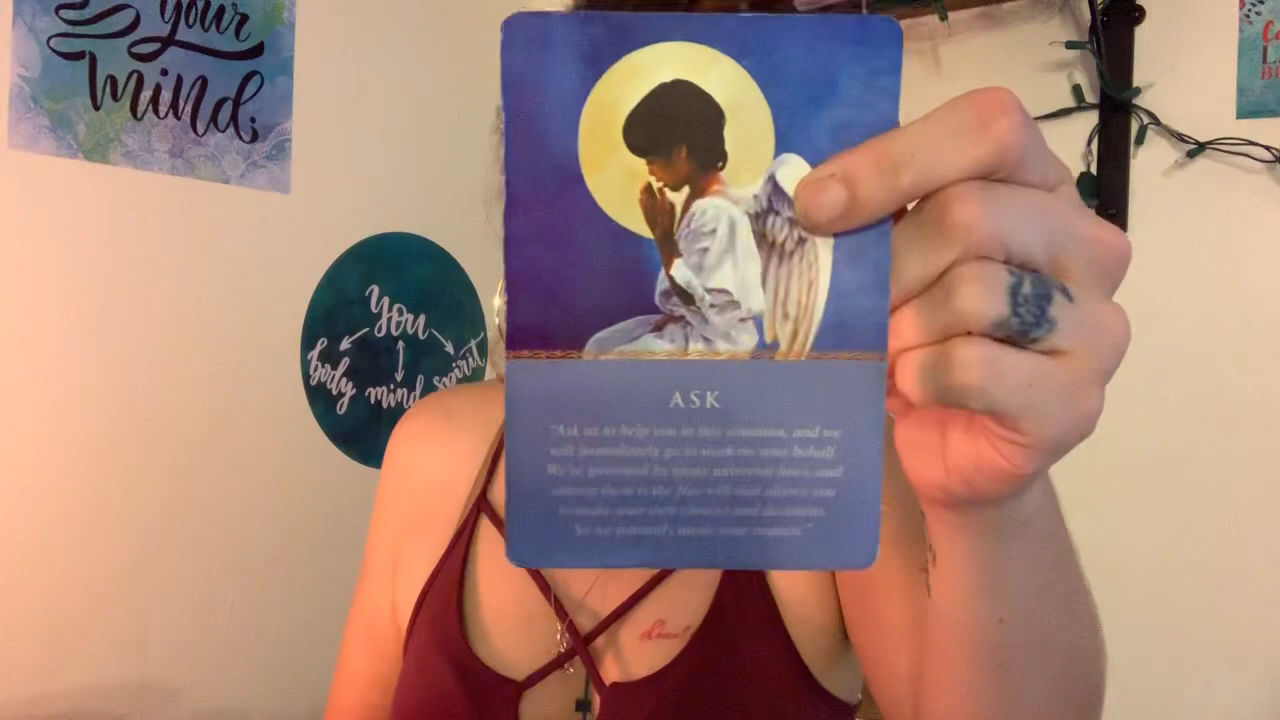 your
mind.
You
body mind spirit
ASK
"Ask us to help you in this situation, and we
will immediately go to work on your behalf.
We're governed by many universal laws, and
among them is the free will that allows you
to make your own choices and decisions.
So we patiently await your request."